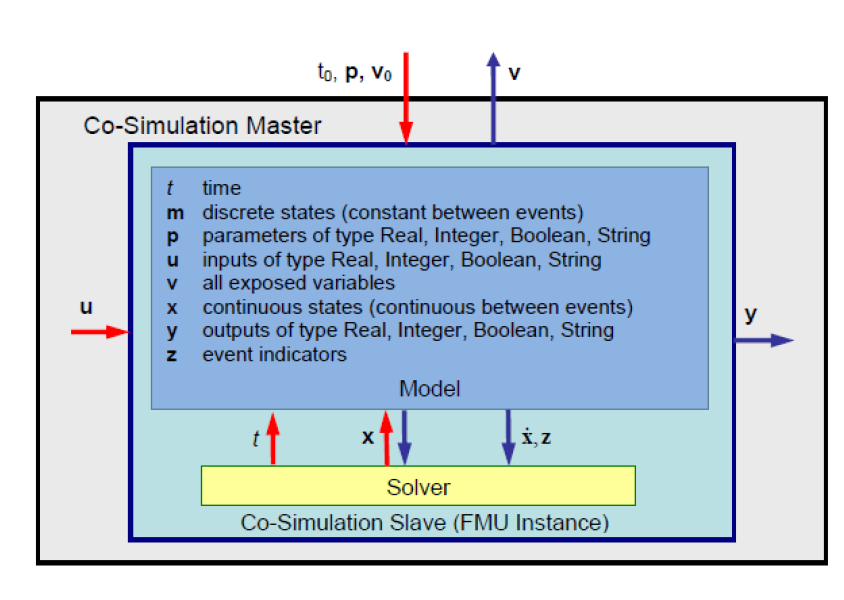 t₀, p, v₀
v
Co-Simulation Master
t time
m discrete states (constant between events)
p parameters of type Real, Integer, Boolean, String
u inputs of type Real, Integer, Boolean, String
v all exposed variables
x continuous states (continuous between events)
y outputs of type Real, Integer, Boolean, String
z event indicators
u
y
Model
t
x
ẋ, z
Solver
Co-Simulation Slave (FMU Instance)